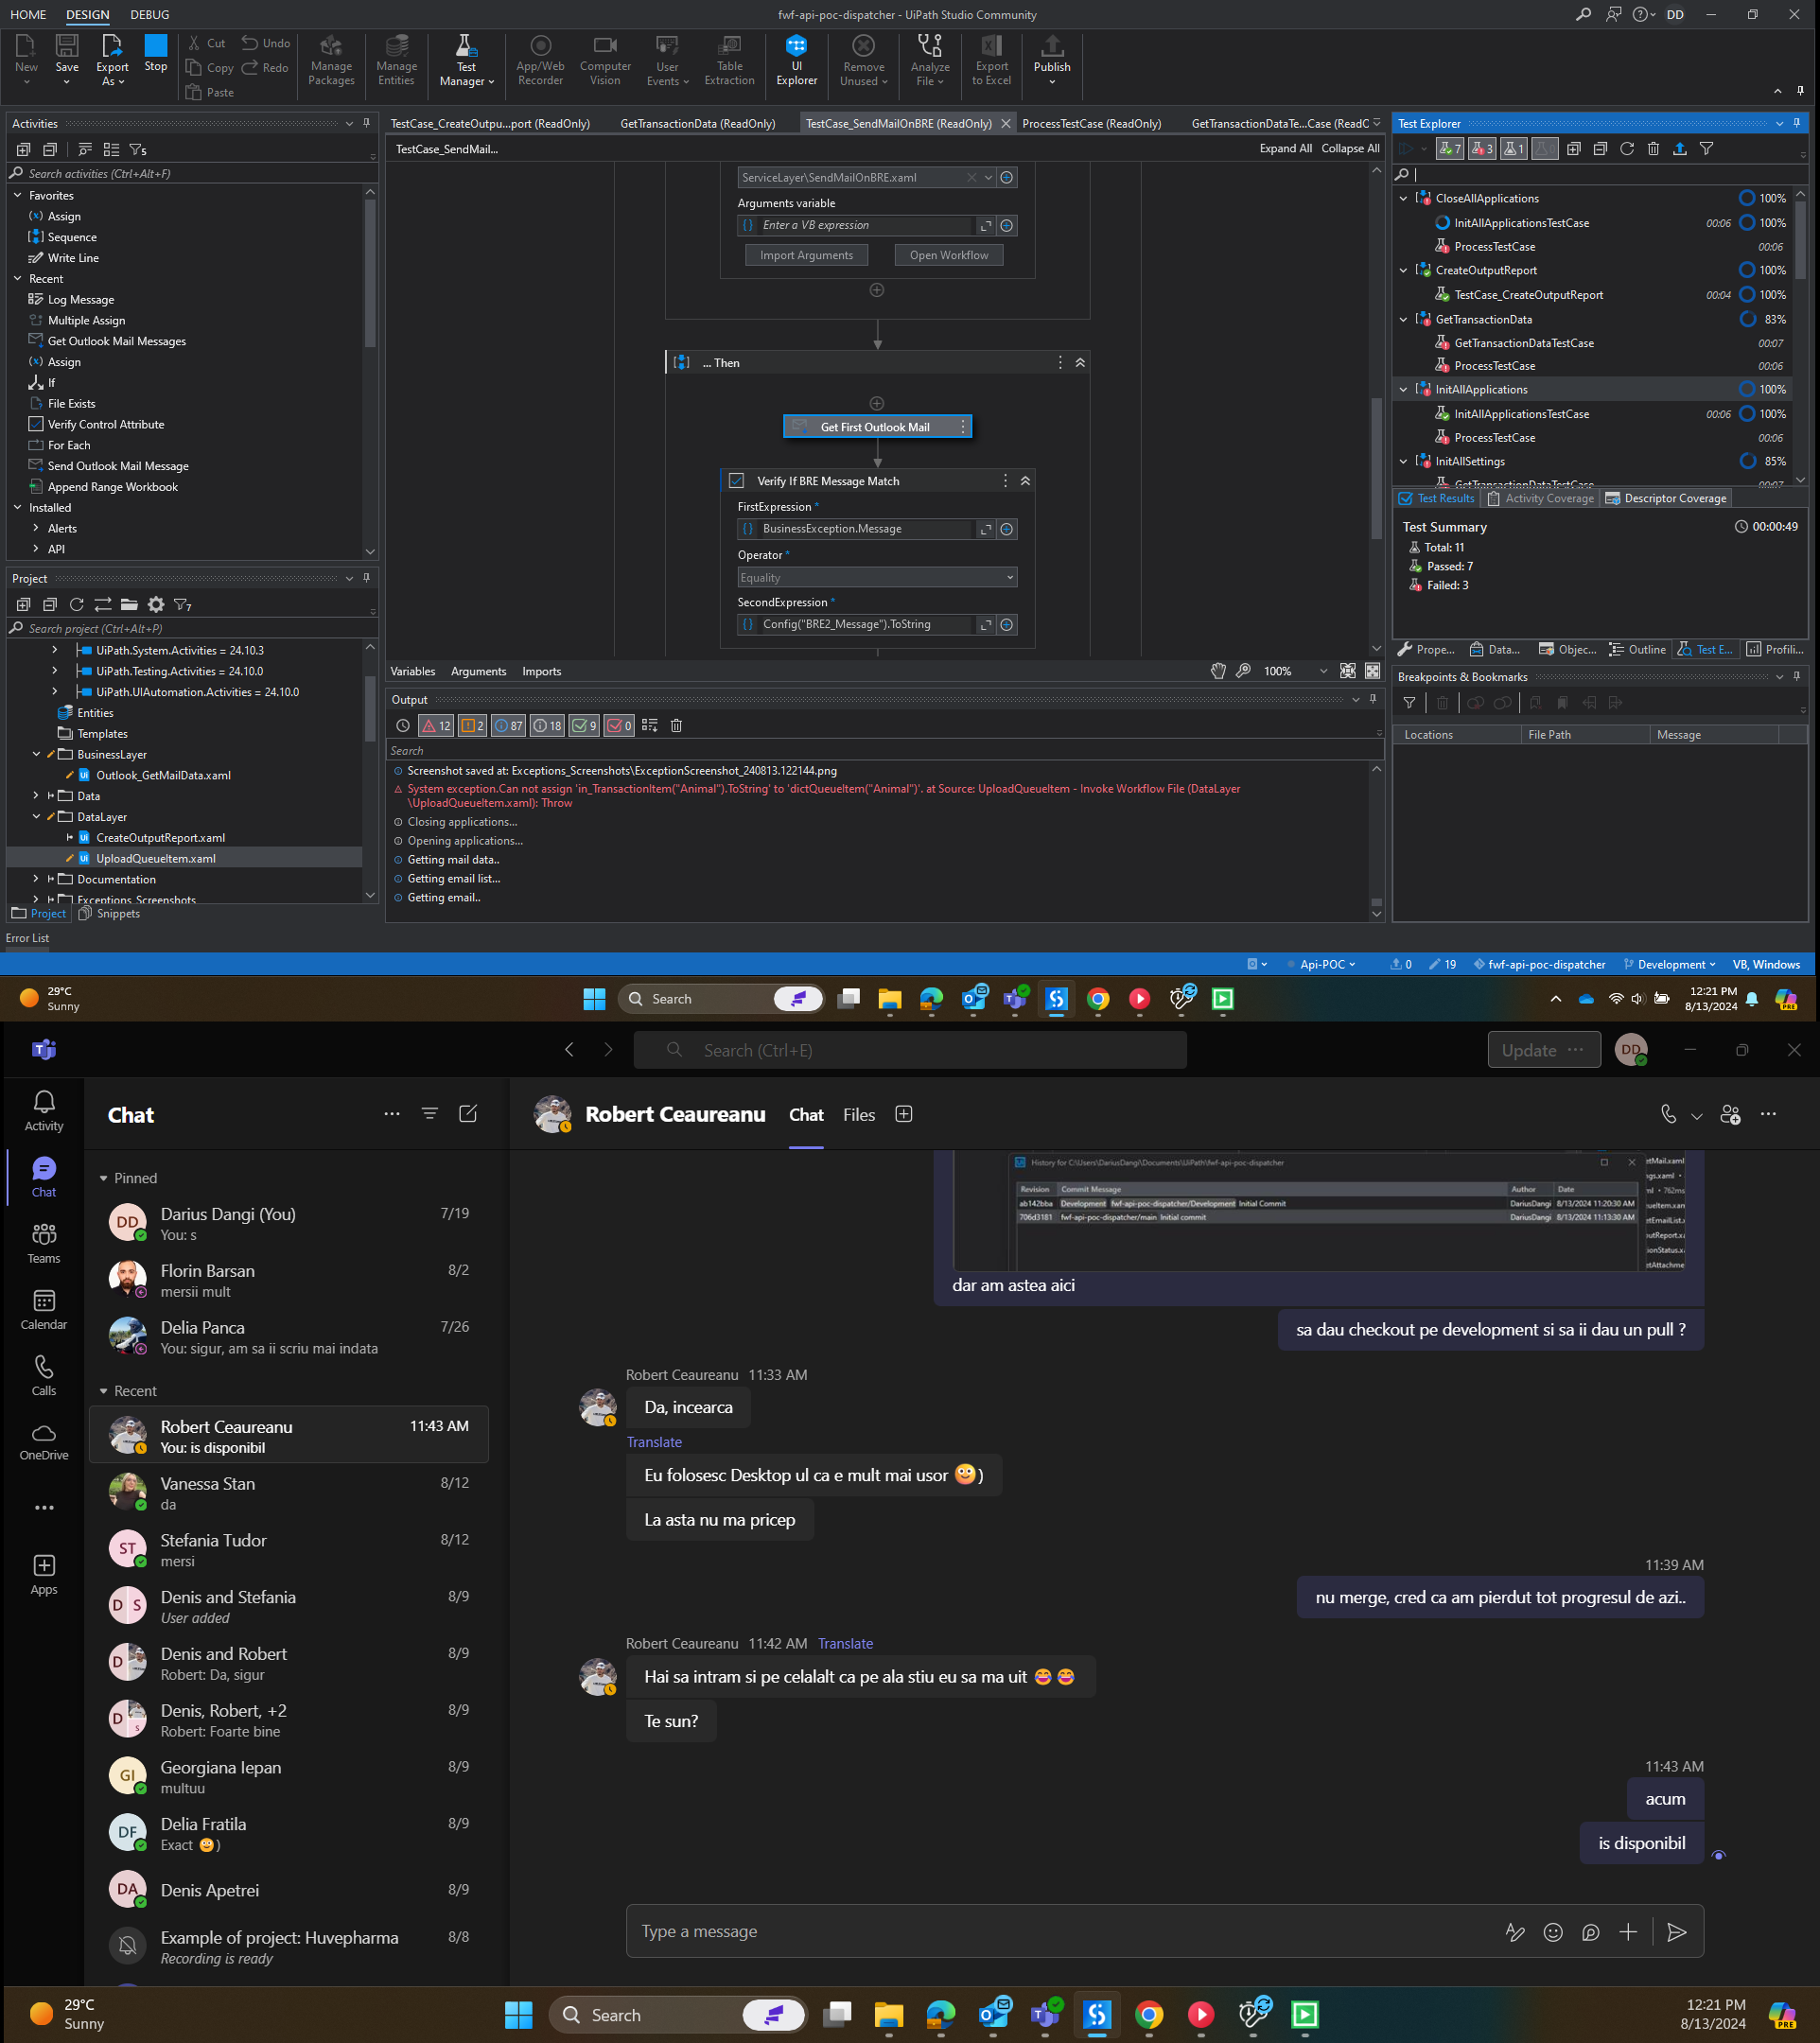 HOME DESIGN DEBUG
fwf-api-poc-dispatcher - UiPath Studio Community
DD
New
Save
Export As
Stop
Cut
Copy
Paste
Undo
Redo
Manage Packages
Manage Entities
Test Manager
App/Web Recorder
Computer Vision
User Events
Table Extraction
UI Explorer
Remove Unused
Analyze File
Export to Excel
Publish
Activities
5
Search activities (Ctrl+Alt+F)
Favorites
Assign
Sequence
Write Line
Recent
Log Message
Multiple Assign
Get Outlook Mail Messages
Assign
If
File Exists
Verify Control Attribute
For Each
Send Outlook Mail Message
Append Range Workbook
Installed
Alerts
API
Project
7
Search project (Ctrl+Alt+P)
UiPath.System.Activities = 24.10.3
UiPath.Testing.Activities = 24.10.0
UiPath.UIAutomation.Activities = 24.10.0
Entities
Templates
BusinessLayer
Outlook_GetMailData.xaml
Data
DataLayer
CreateOutputReport.xaml
UploadQueueItem.xaml
Documentation
Exceptions_Screenshots
Project Snippets
Error List
TestCase_CreateOutpu...port (ReadOnly)
GetTransactionData (ReadOnly)
TestCase_SendMailOnBRE (ReadOnly)
ProcessTestCase (ReadOnly)
GetTransactionDataTe...Case (ReadC
TestCase_SendMail...
Expand All Collapse All
ServiceLayer\SendMailOnBRE.xaml
Arguments variable
Enter a VB expression
Import Arguments
Open Workflow
... Then
Get First Outlook Mail
Verify If BRE Message Match
FirstExpression *
BusinessException.Message
Operator *
Equality
SecondExpression *
Config("BRE2_Message").ToString
Variables Arguments Imports
100%
Output
12 2 87 18 9 0
Search
Screenshot saved at: Exceptions_Screenshots\ExceptionScreenshot_240813.122144.png
System exception.Can not assign 'in_TransactionItem("Animal").ToString' to 'dictQueueItem("Animal")'. at Source: UploadQueueItem - Invoke Workflow File (DataLayer
\UploadQueueItem.xaml): Throw
Closing applications...
Opening applications...
Getting mail data..
Getting email list...
Getting email..
Test Explorer
7 3 1
CloseAllApplications 100%
InitAllApplicationsTestCase 00:06 100%
ProcessTestCase 00:06
CreateOutputReport 100%
TestCase_CreateOutputReport 00:04 100%
GetTransactionData 83%
GetTransactionDataTestCase 00:07
ProcessTestCase 00:06
InitAllApplications 100%
InitAllApplicationsTestCase 00:06 100%
ProcessTestCase 00:06
InitAllSettings 85%
GetTransactionDataTestCase 00:07
Test Results Activity Coverage Descriptor Coverage
Test Summary 00:00:49
Total: 11
Passed: 7
Failed: 3
Prope... Data... Objec... Outline Test E... Profili...
Breakpoints & Bookmarks
Locations File Path Message
Api-POC 0 19 fwf-api-poc-dispatcher Development VB, Windows
29°C
Sunny
Search
12:21 PM
8/13/2024
PRE
Search (Ctrl+E)
Update
DD
Activity
Chat
Teams
Calendar
Calls
OneDrive
Apps
Chat
Pinned
DD
Darius Dangi (You) 7/19
You: s
Florin Barsan 8/2
mersii mult
Delia Panca 7/26
You: sigur, am sa ii scriu mai indata
Recent
Robert Ceaureanu 11:43 AM
You: is disponibil
Vanessa Stan 8/12
da
ST
Stefania Tudor 8/12
mersi
D S
Denis and Stefania 8/9
User added
D
Denis and Robert 8/9
Robert: Da, sigur
D S
Denis, Robert, +2 8/9
Robert: Foarte bine
GI
Georgiana Iepan 8/9
multuu
DF
Delia Fratila 8/9
Exact
DA
Denis Apetrei 8/9
Example of project: Huvepharma 8/8
Recording is ready
Robert Ceaureanu Chat Files
History for C:\Users\DariusDangi\Documents\UiPath\fwf-api-poc-dispatcher
Revision Commit Message Author Date
ab142bba Development fwf-api-poc-dispatcher/Development Initial Commit DariusDangi 8/13/2024 11:20:30 AM
706d3181 fwf-api-poc-dispatcher/main Initial commit DariusDangi 8/13/2024 11:13:30 AM
dar am astea aici
sa dau checkout pe development si sa ii dau un pull ?
Robert Ceaureanu 11:33 AM
Da, incearca
Translate
Eu folosesc Desktop ul ca e mult mai usor )
La asta nu ma pricep
11:39 AM
nu merge, cred ca am pierdut tot progresul de azi..
Robert Ceaureanu 11:42 AM Translate
Hai sa intram si pe celalalt ca pe ala stiu eu sa ma uit
Te sun?
11:43 AM
acum
is disponibil
Type a message
29°C
Sunny
Search
12:21 PM
8/13/2024
PRE